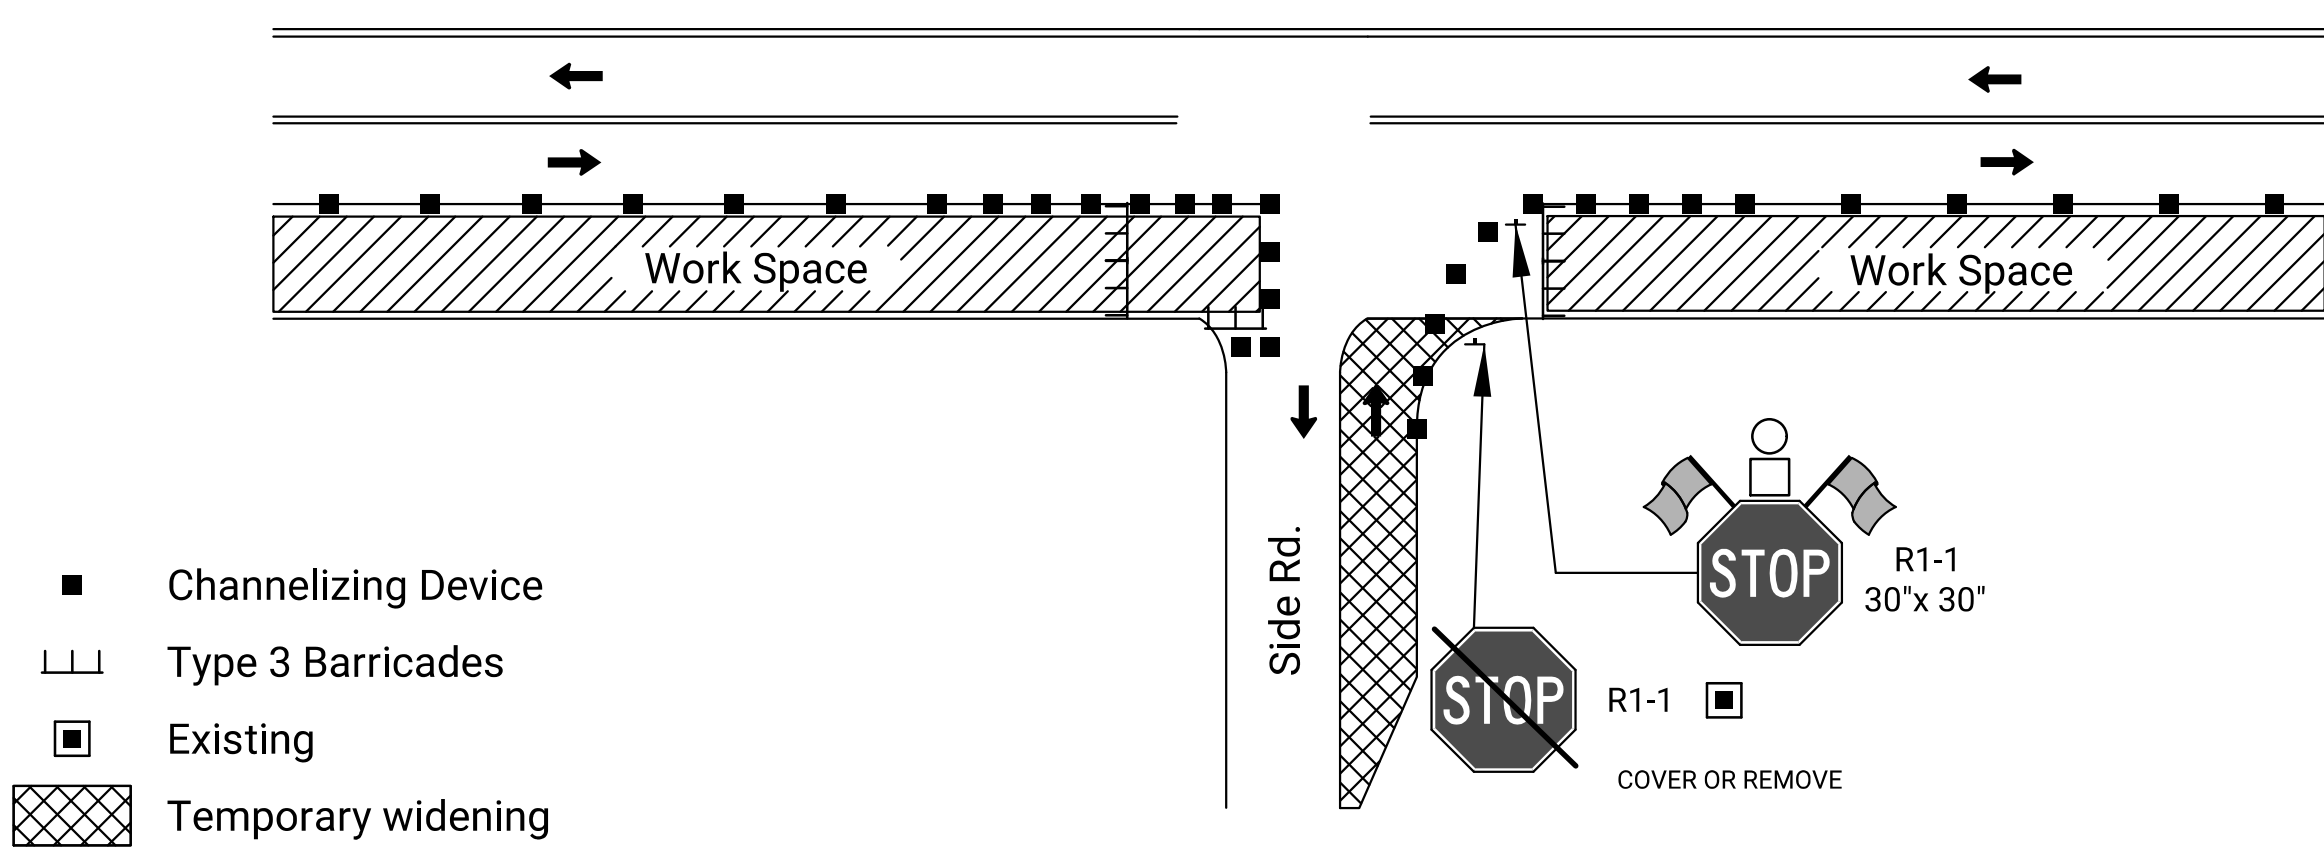 Work Space
Work Space
Side Rd.
STOP
R1-1
30"x 30"
STOP
R1-1
COVER OR REMOVE
Channelizing Device
Type 3 Barricades
Existing
Temporary widening